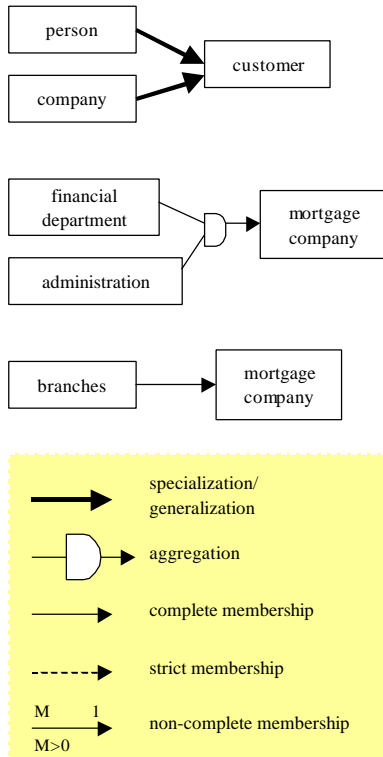 person
customer
company
financial
department
mortgage
company
administration
branches
mortgage
company
specialization/
generalization
aggregation
complete membership
strict membership
M 1
non-complete membership
M>0